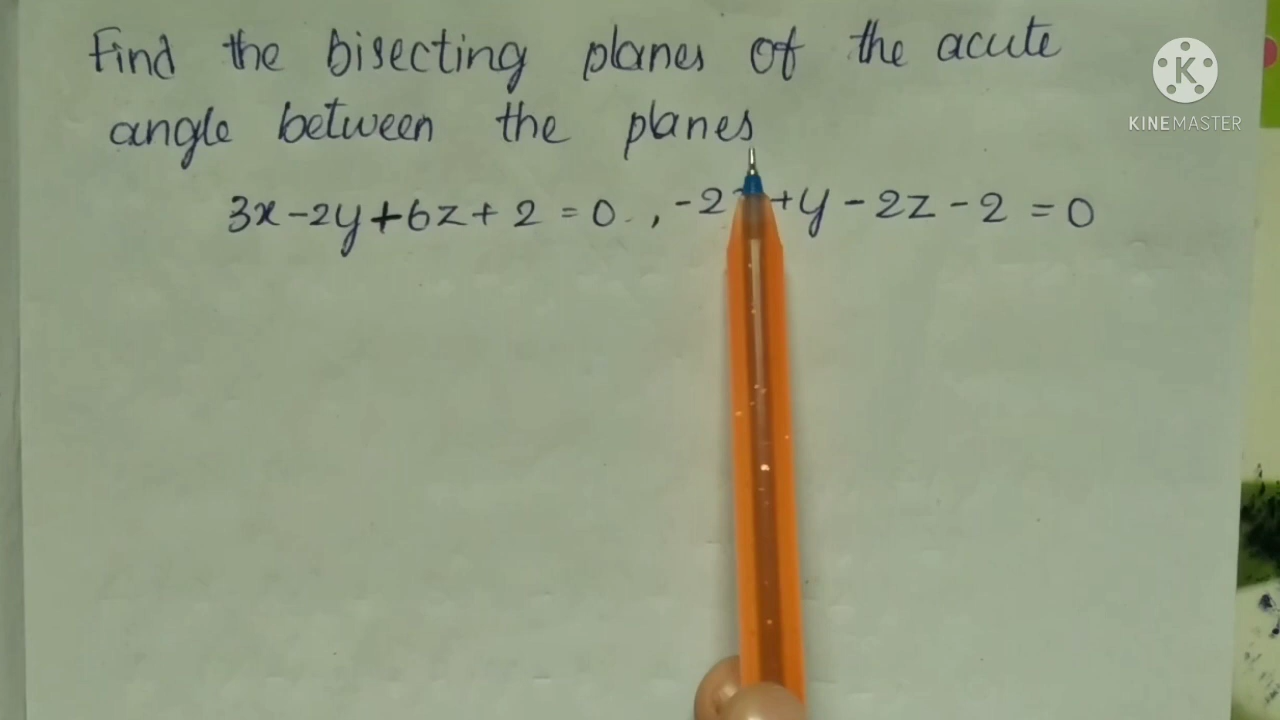 Find the bisecting planes of the acute
K
KINEMASTER
angle between the planes
3x - 2y + 6z + 2 = 0 , -2 + y - 2z - 2 = 0